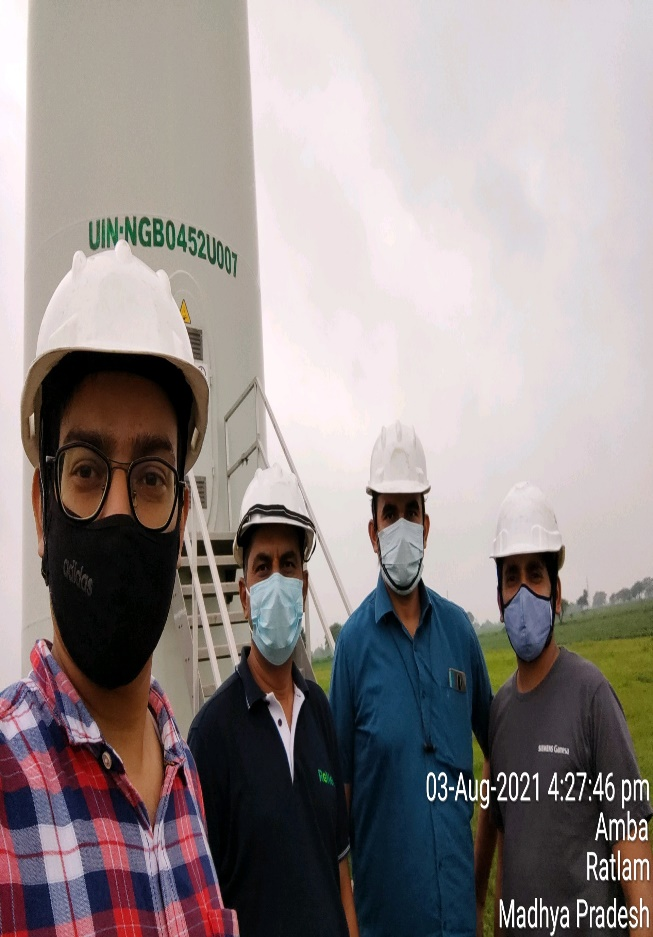 UIN:NGB0452U007
adidas
SIEMENS Gamesa
03-Aug-2021 4:27:46 pm
Amba
Ratlam
Madhya Pradesh